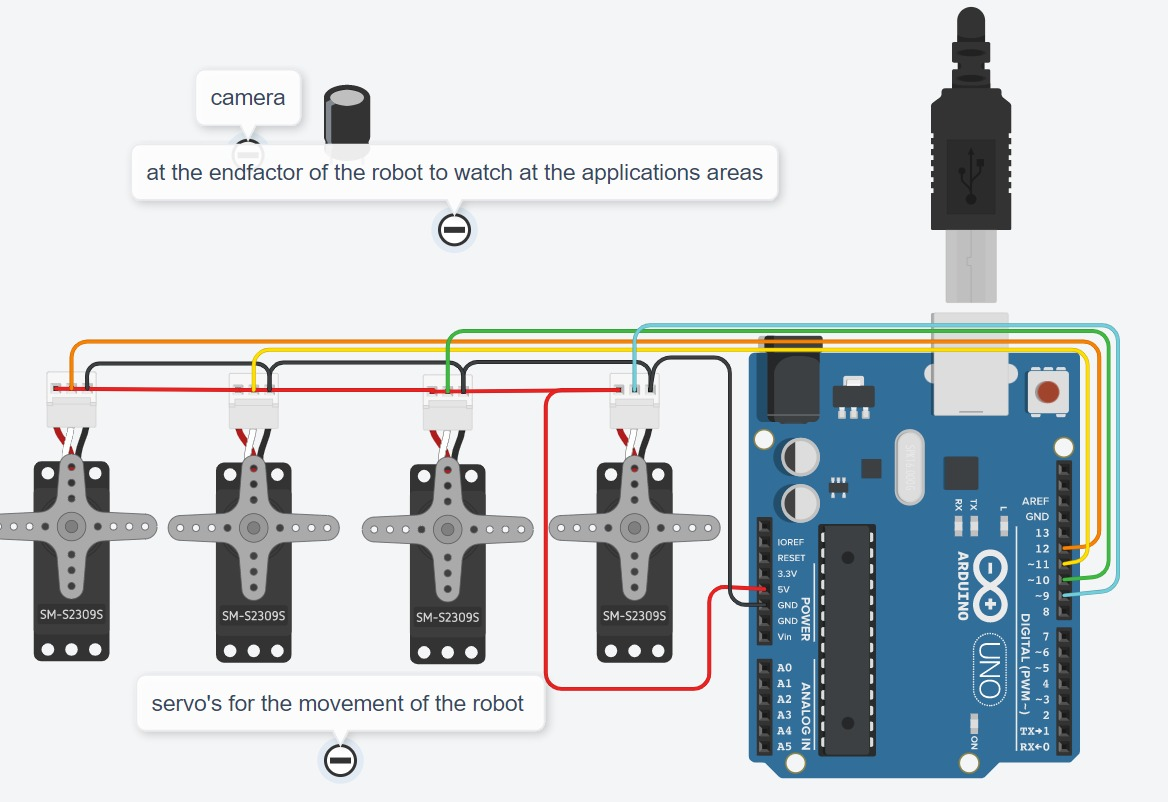 camera
at the endfactor of the robot to watch at the applications areas
SM-S2309S
SM-S2309S
SM-S2309S
SM-S2309S
servo's for the movement of the robot
IOREF
RESET
3.3V
5V
GND
GND
Vin
POWER
A0
A1
A2
A3
A4
A5
ANALOG IN
RX
TX
L
ARDUINO
UNO
ON
AREF
GND
13
12
~11
~10
~9
8
7
~6
~5
4
~3
2
TX→1
RX←0
DIGITAL (PWM~)